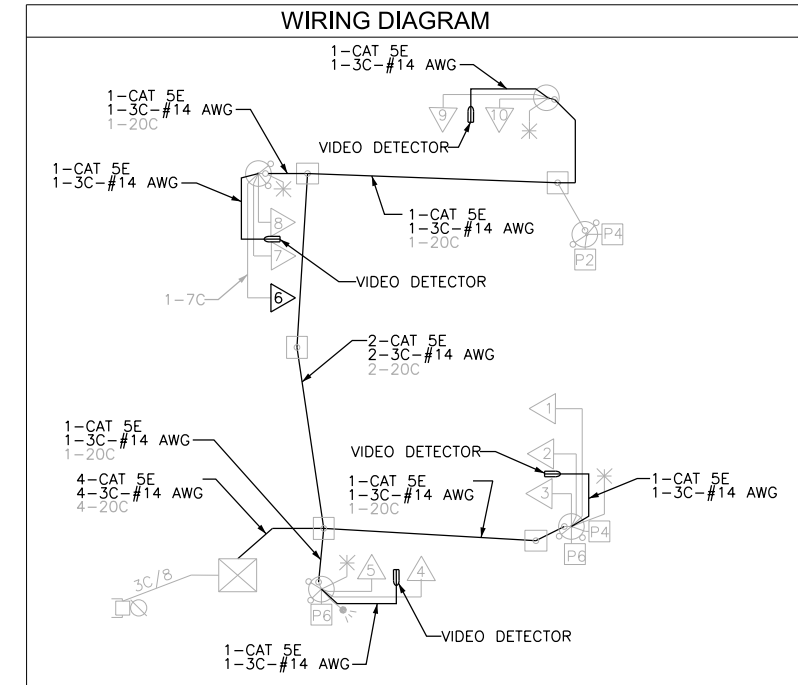 WIRING DIAGRAM
1-CAT 5E
1-3C-#14 AWG
9
10
1-CAT 5E
1-3C-#14 AWG
1-20C
VIDEO DETECTOR
1-CAT 5E
1-3C-#14 AWG
8
7
1-CAT 5E
1-3C-#14 AWG
1-20C
P4
P2
VIDEO DETECTOR
1-7C
6
2-CAT 5E
2-3C-#14 AWG
2-20C
1
1-CAT 5E
1-3C-#14 AWG
1-20C
VIDEO DETECTOR
2
3
4-CAT 5E
4-3C-#14 AWG
4-20C
1-CAT 5E
1-3C-#14 AWG
1-20C
1-CAT 5E
1-3C-#14 AWG
P4
P6
3C/8
5
4
P6
VIDEO DETECTOR
1-CAT 5E
1-3C-#14 AWG